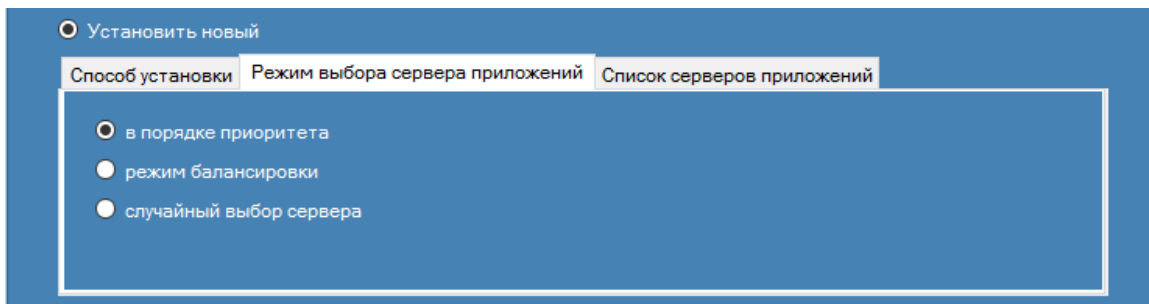 Установить новый
Способ установки Режим выбора сервера приложений Список серверов приложений
в порядке приоритета
режим балансировки
случайный выбор сервера